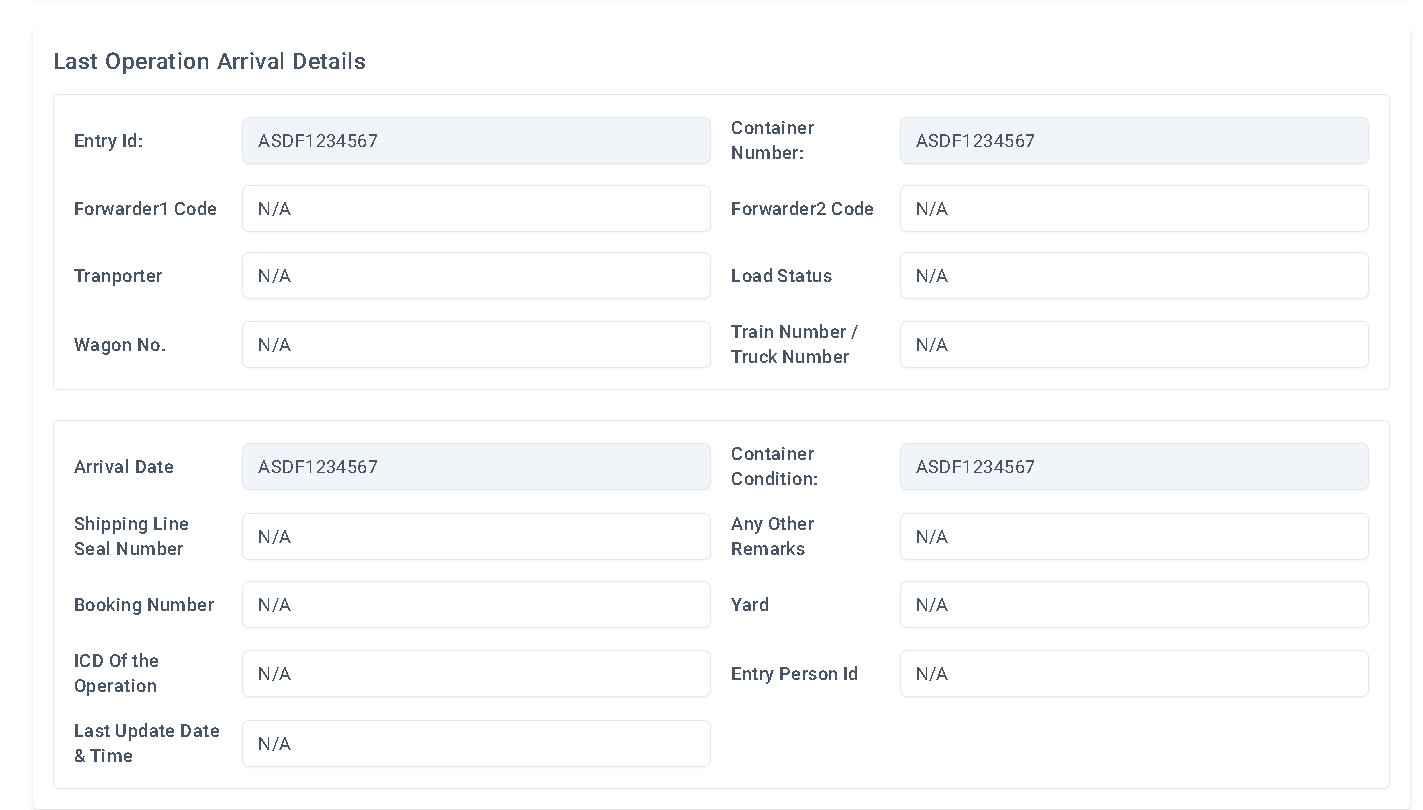 Last Operation Arrival Details
Entry Id:
ASDF1234567
Container
Number:
ASDF1234567
Forwarder1 Code
N/A
Forwarder2 Code
N/A
Tranporter
N/A
Load Status
N/A
Wagon No.
N/A
Train Number /
Truck Number
N/A
Arrival Date
ASDF1234567
Container
Condition:
ASDF1234567
Shipping Line
Seal Number
N/A
Any Other
Remarks
N/A
Booking Number
N/A
Yard
N/A
ICD Of the
Operation
N/A
Entry Person Id
N/A
Last Update Date
& Time
N/A